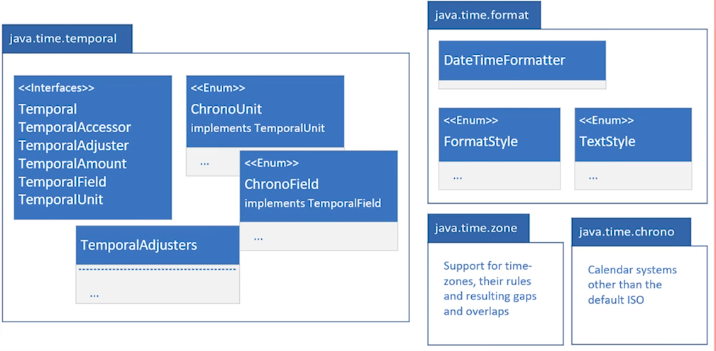 java.time.temporal
<<Interfaces>>
Temporal
TemporalAccessor
TemporalAdjuster
TemporalAmount
TemporalField
TemporalUnit
<<Enum>>
ChronoUnit
implements TemporalUnit
...
<<Enum>>
ChronoField
implements TemporalField
...
TemporalAdjusters
...
java.time.format
DateTimeFormatter
<<Enum>>
FormatStyle
...
<<Enum>>
TextStyle
...
java.time.zone
Support for time-
zones, their rules
and resulting gaps
and overlaps
java.time.chrono
Calendar systems
other than the
default ISO